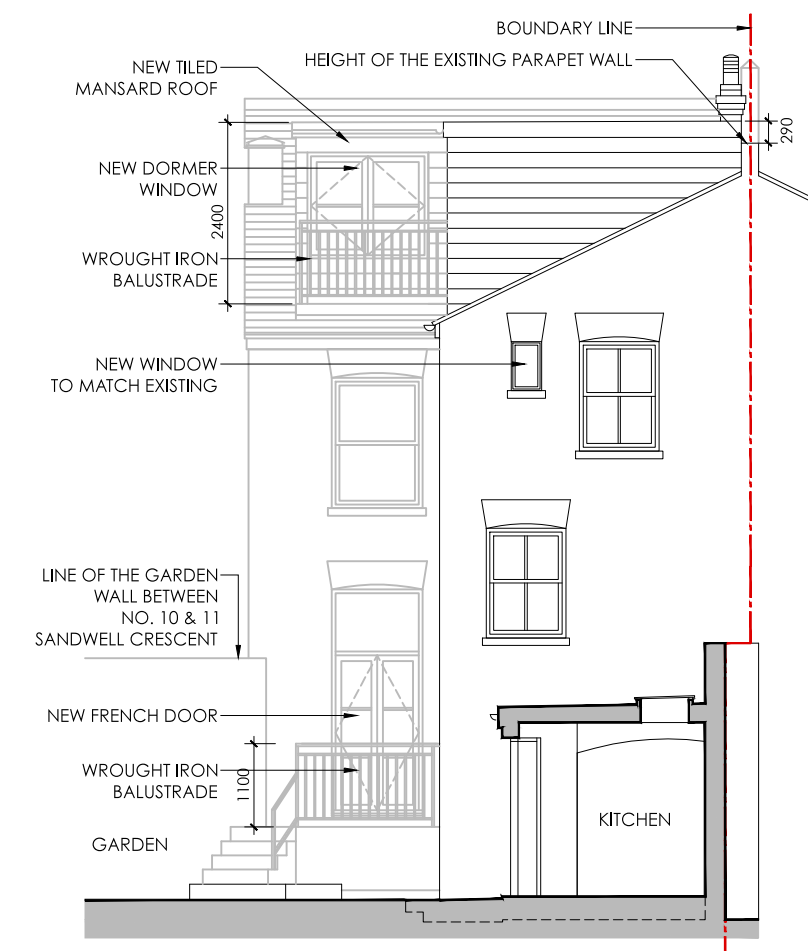 BOUNDARY LINE
HEIGHT OF THE EXISTING PARAPET WALL
NEW TILED
MANSARD ROOF
290
NEW DORMER
WINDOW
2400
WROUGHT IRON
BALUSTRADE
NEW WINDOW
TO MATCH EXISTING
LINE OF THE GARDEN
WALL BETWEEN
NO. 10 & 11
SANDWELL CRESCENT
NEW FRENCH DOOR
WROUGHT IRON
BALUSTRADE
1100
KITCHEN
GARDEN